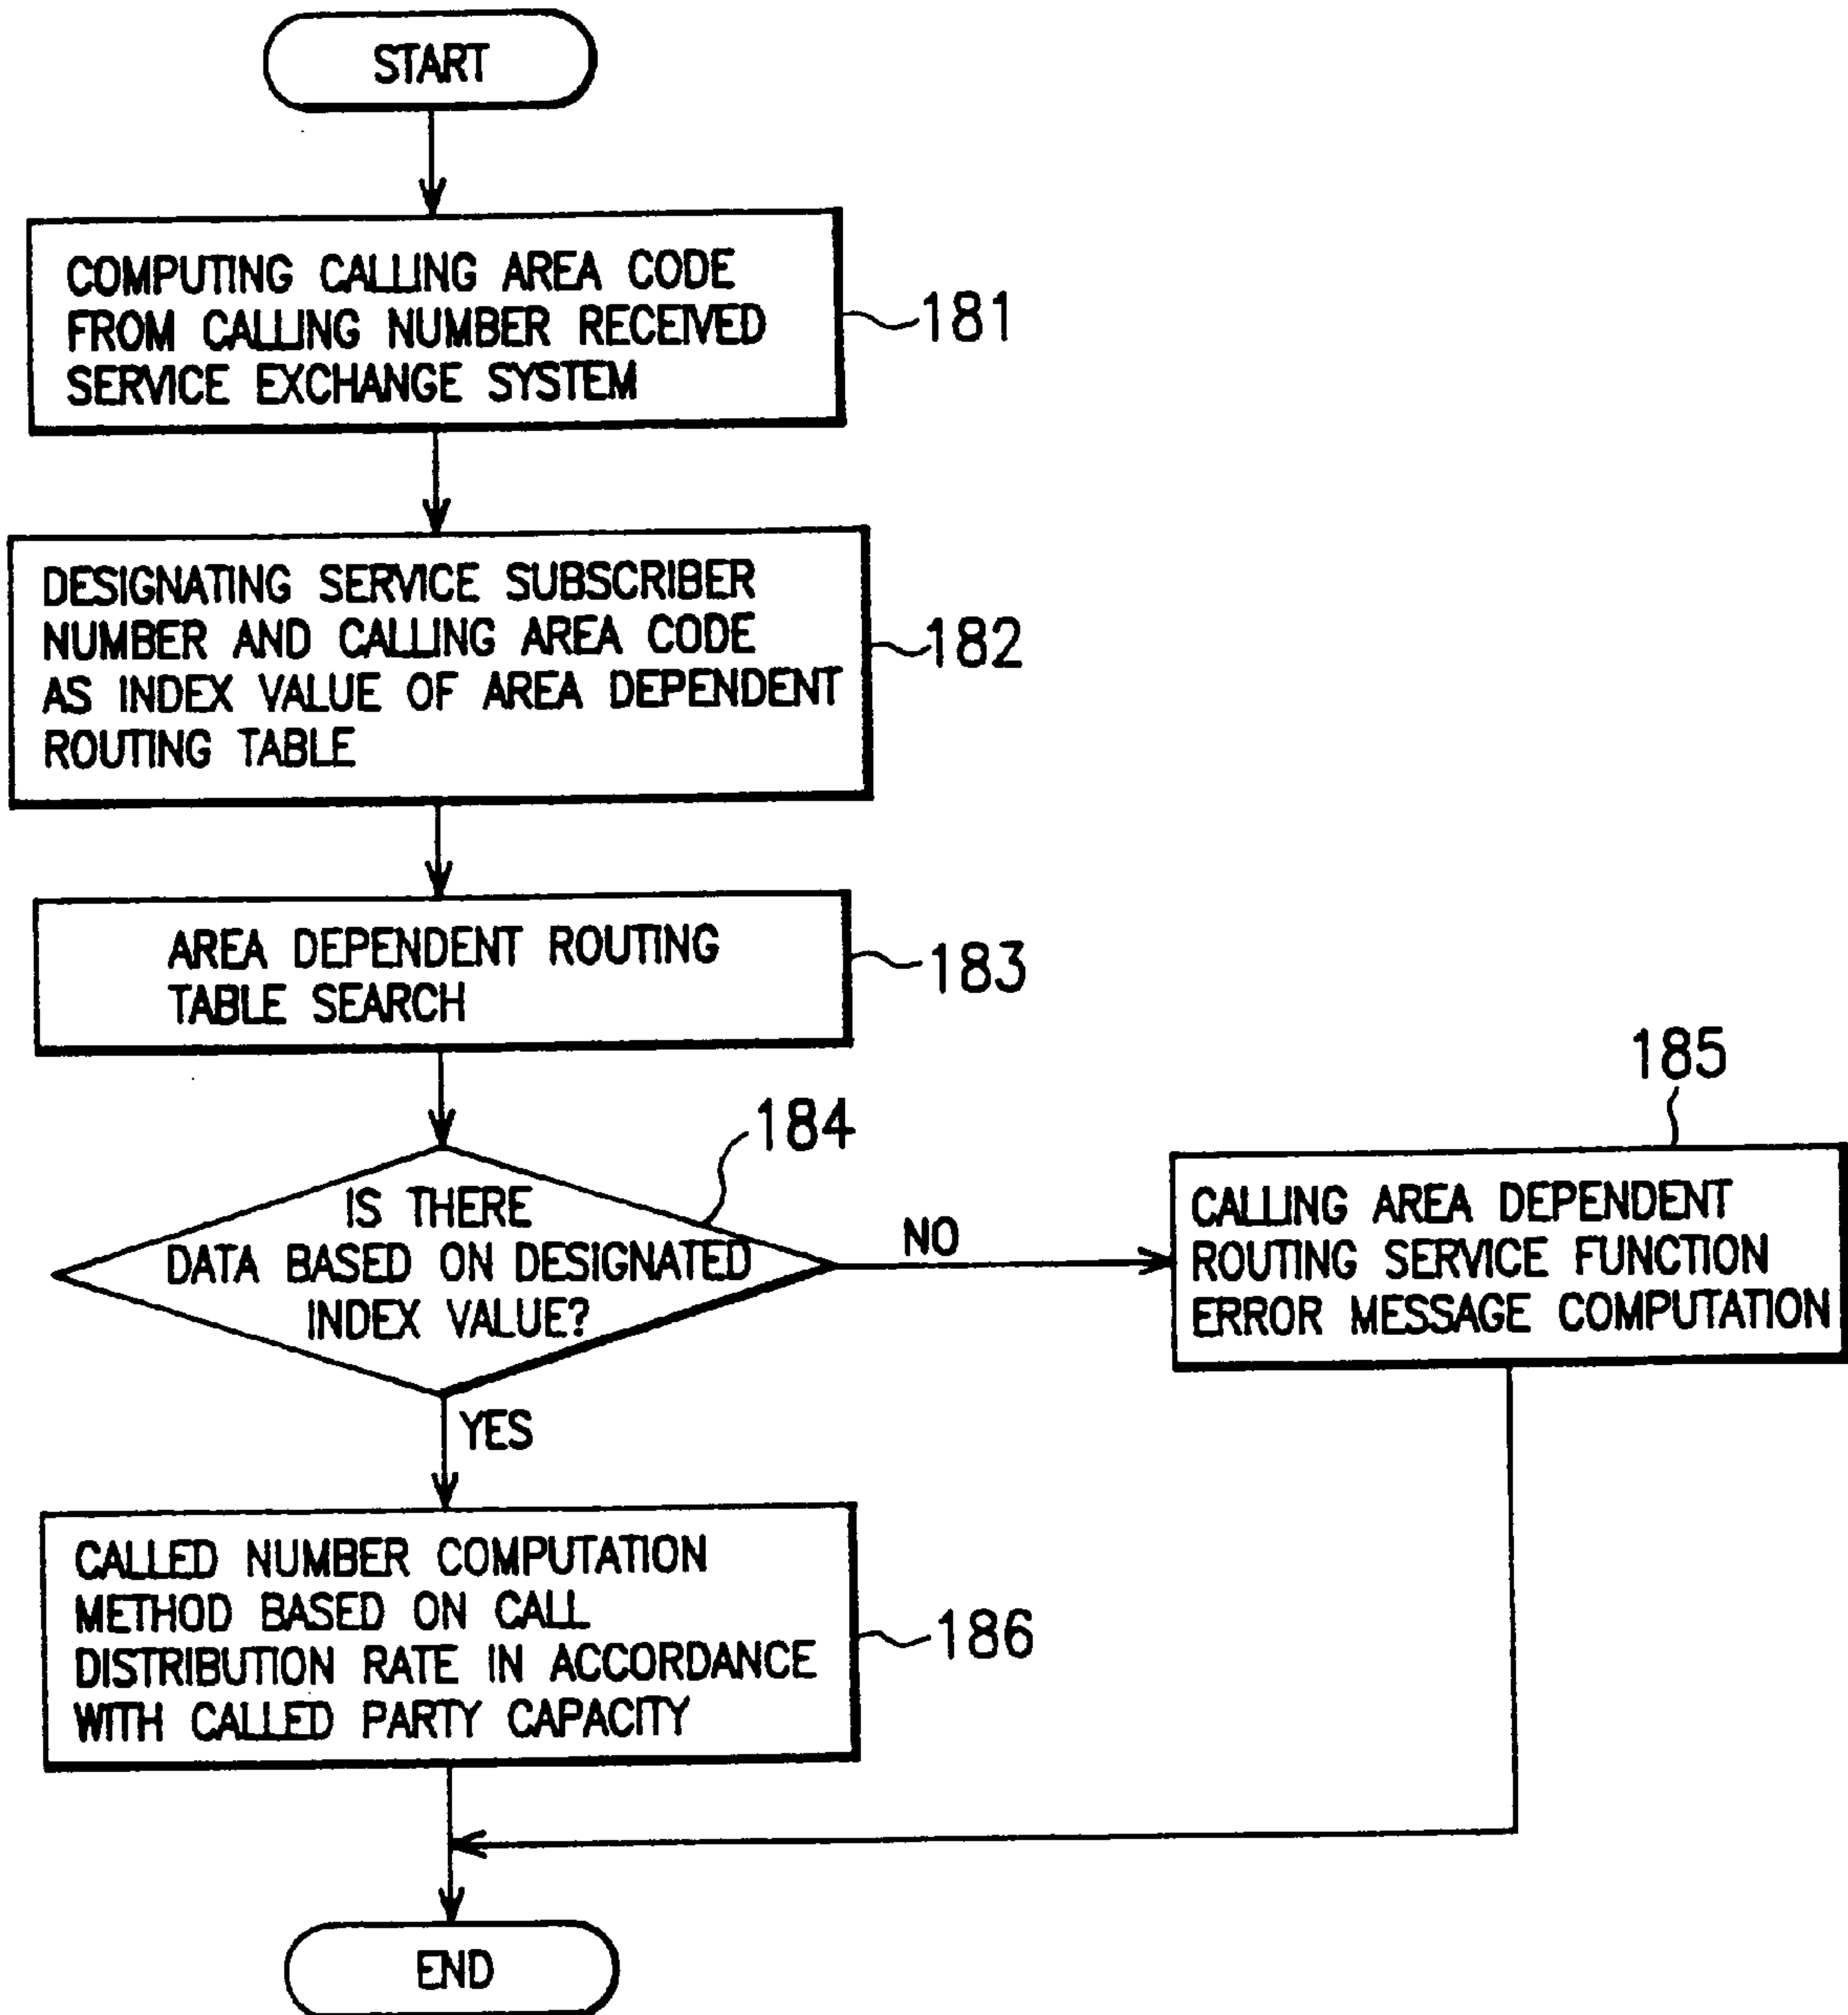 START
COMPUTING CALLING AREA CODE
FROM CALLING NUMBER RECEIVED
SERVICE EXCHANGE SYSTEM
181
DESIGNATING SERVICE SUBSCRIBER
NUMBER AND CALLING AREA CODE
AS INDEX VALUE OF AREA DEPENDENT
ROUTING TABLE
182
AREA DEPENDENT ROUTING
TABLE SEARCH
183
184
IS THERE
DATA BASED ON DESIGNATED
INDEX VALUE?
NO
YES
185
CALLING AREA DEPENDENT
ROUTING SERVICE FUNCTION
ERROR MESSAGE COMPUTATION
CALLED NUMBER COMPUTATION
METHOD BASED ON CALL
DISTRIBUTION RATE IN ACCORDANCE
WITH CALLED PARTY CAPACITY
186
END